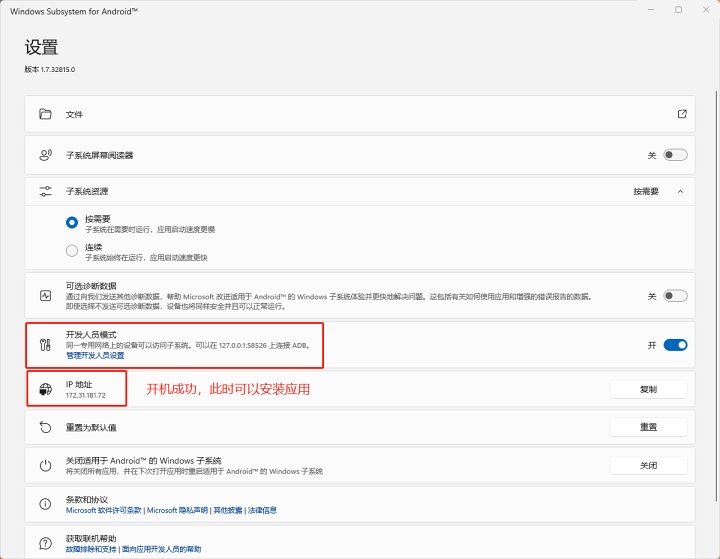 Windows Subsystem for Android™
设置
版本 1.7.32815.0
文件
子系统屏幕阅读器
关
子系统资源
按需要
按需要
子系统在需要时运行，应用启动速度更慢
连续
子系统始终在运行，应用启动速度更快
可选诊断数据
通过向我们发送其他诊断数据，帮助 Microsoft 改进适用于 Android™ 的 Windows 子系统体验并更快地解决问题。这包括有关如何使用应用和增强的错误报告的数据。
即使选择不发送可选诊断数据，设备也将同样安全并且可以正常运行。
关
开发人员模式
同一专用网络上的设备可以访问子系统。可以在 127.0.0.1:58526 上连接 ADB。
管理开发人员设置
开
IP 地址
172.31.181.72
开机成功，此时可以安装应用
复制
重置为默认值
重置
关闭适用于 Android™ 的 Windows 子系统
将关闭所有应用，并在下次打开应用时重启适用于 Android™ 的 Windows 子系统
关闭
条款和协议
Microsoft 软件许可条款 | Microsoft 隐私声明 | 其他披露 | 法律信息
获取联机帮助
故障排除和支持 | 面向应用开发人员的帮助